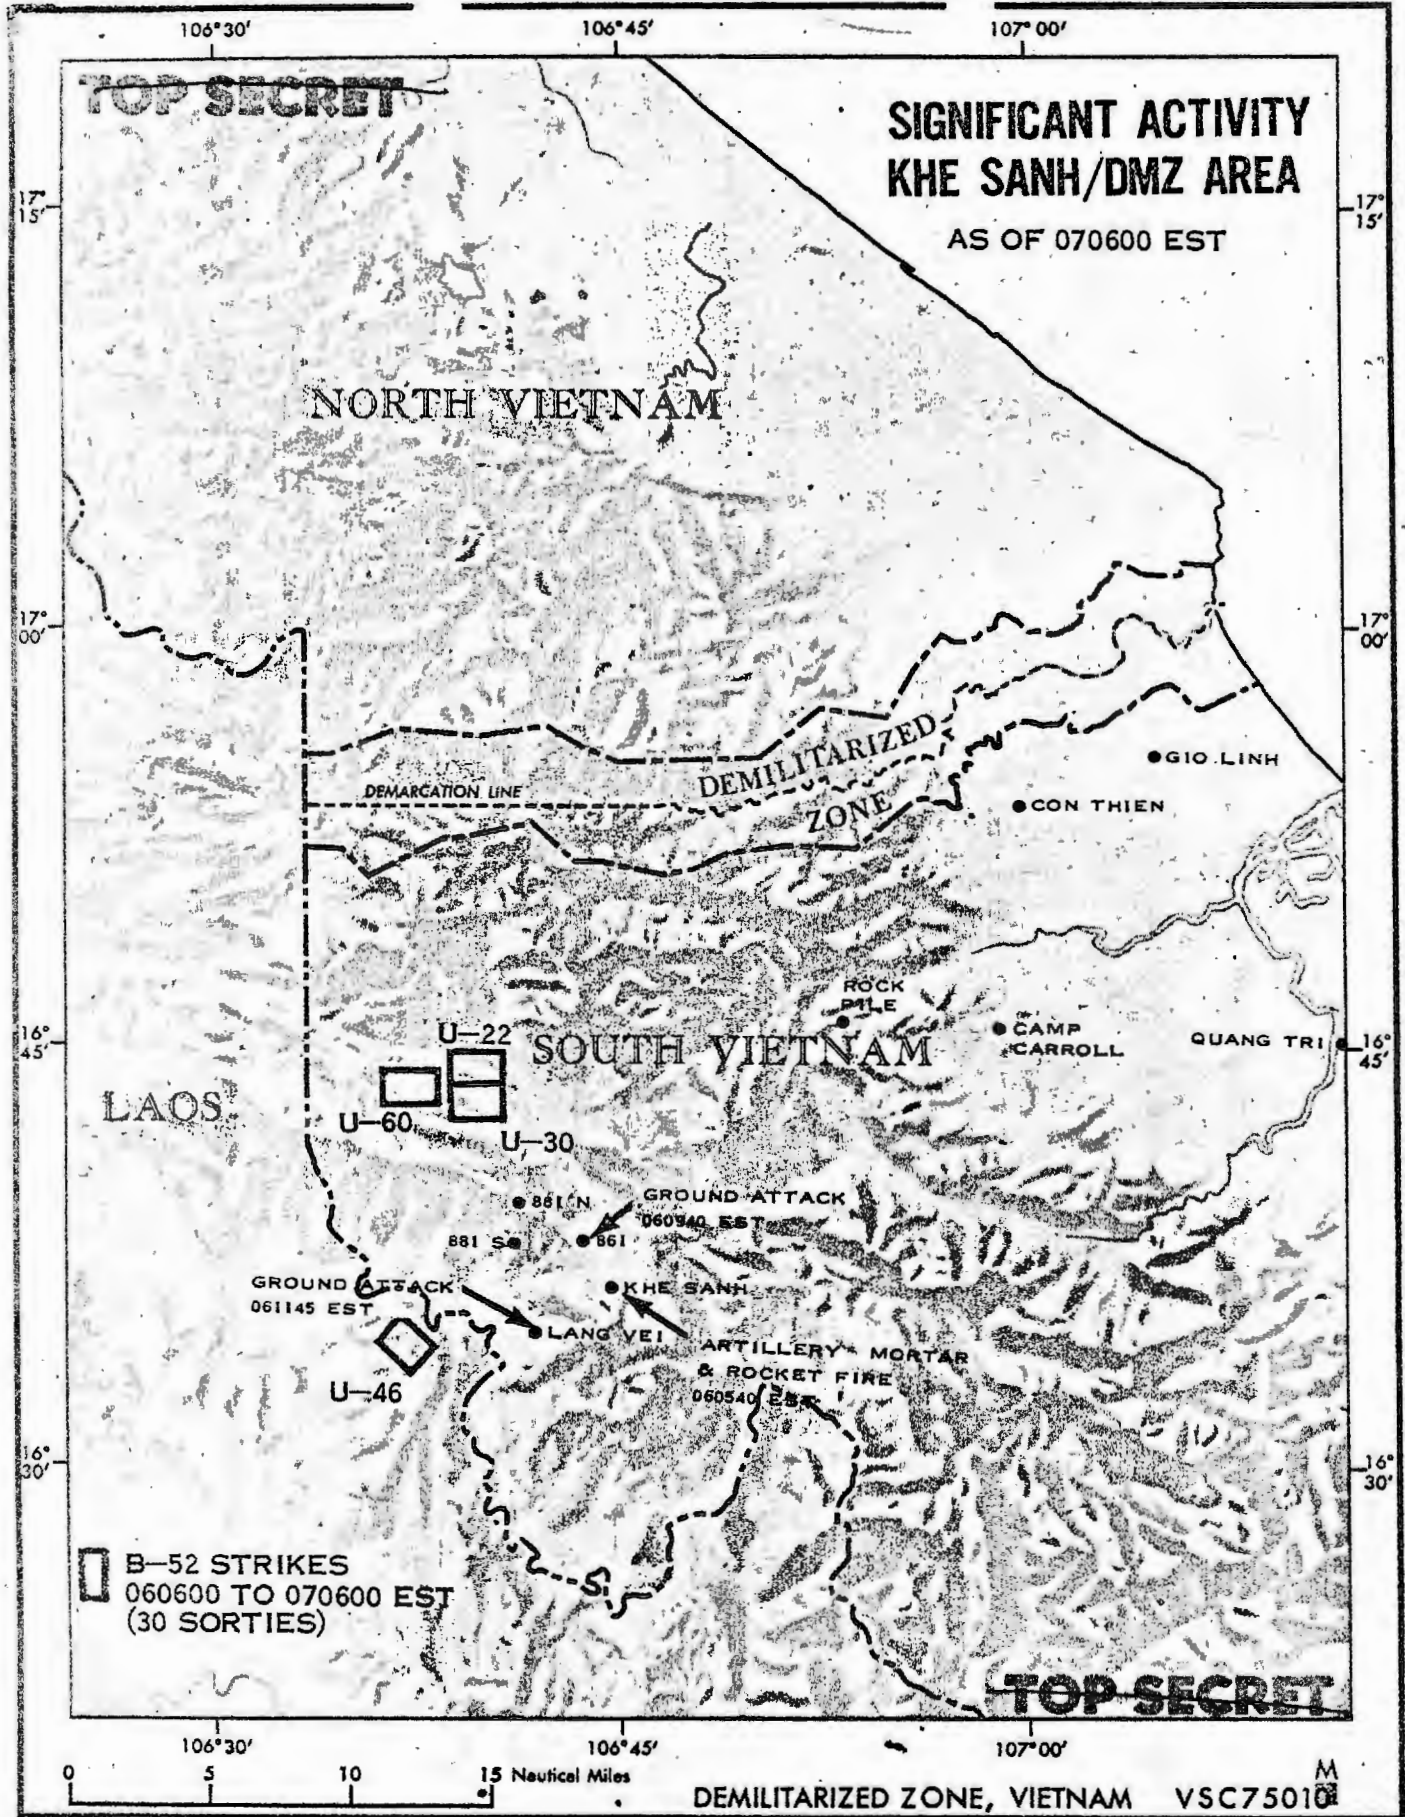 106°30′ 106°45′ 107°00′
TOP SECRET
SIGNIFICANT ACTIVITY
KHE SANH/DMZ AREA
AS OF 070600 EST
17°
15′
17°
15′
NORTH VIETNAM
17°
00′
17°
00′
DEMILITARIZED
ZONE
DEMARCATION LINE
GIO LINH
CON THIEN
ROCK
PILE
CAMP
CARROLL
QUANG TRI
16°
45′
16°
45′
U-22
SOUTH VIETNAM
LAOS
U-60
U-30
881 N
GROUND ATTACK
EST
881 S
861
GROUND ATTACK
061145 EST
KHE SANH
LANG VEI
ARTILLERY MORTAR
& ROCKET FIRE
060540 EST
U-46
16°
30′
16°
30′
B-52 STRIKES
060600 TO 070600 EST
(30 SORTIES)
TOP SECRET
106°30′ 106°45′ 107°00′
0 5 10 15 Nautical Miles
DEMILITARIZED ZONE, VIETNAM VSC75010
M